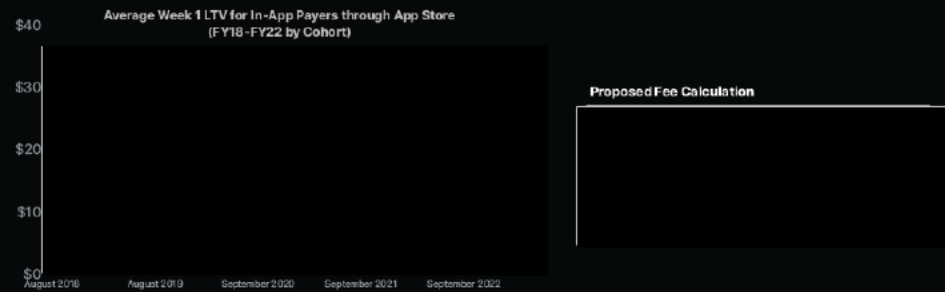 Average Week 1 LTV for In-App Payers through App Store
(FY18-FY22 by Cohort)
$40
$30
$20
$10
$0
August 2018
August 2019
September 2020
September 2021
September 2022
Proposed Fee Calculation